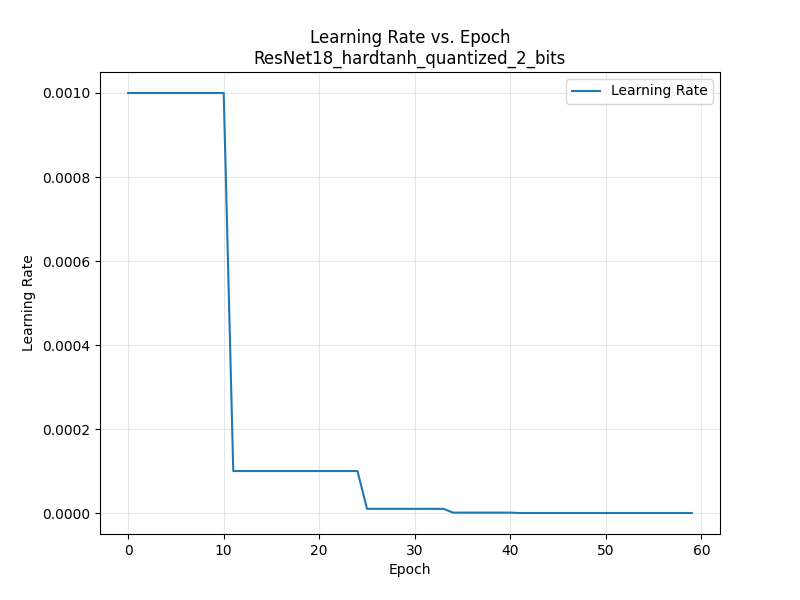 Learning Rate vs. Epoch
ResNet18_hardtanh_quantized_2_bits
Learning Rate
0.0010
0.0008
0.0006
0.0004
0.0002
0.0000
Learning Rate
0 10 20 30 40 50 60
Epoch